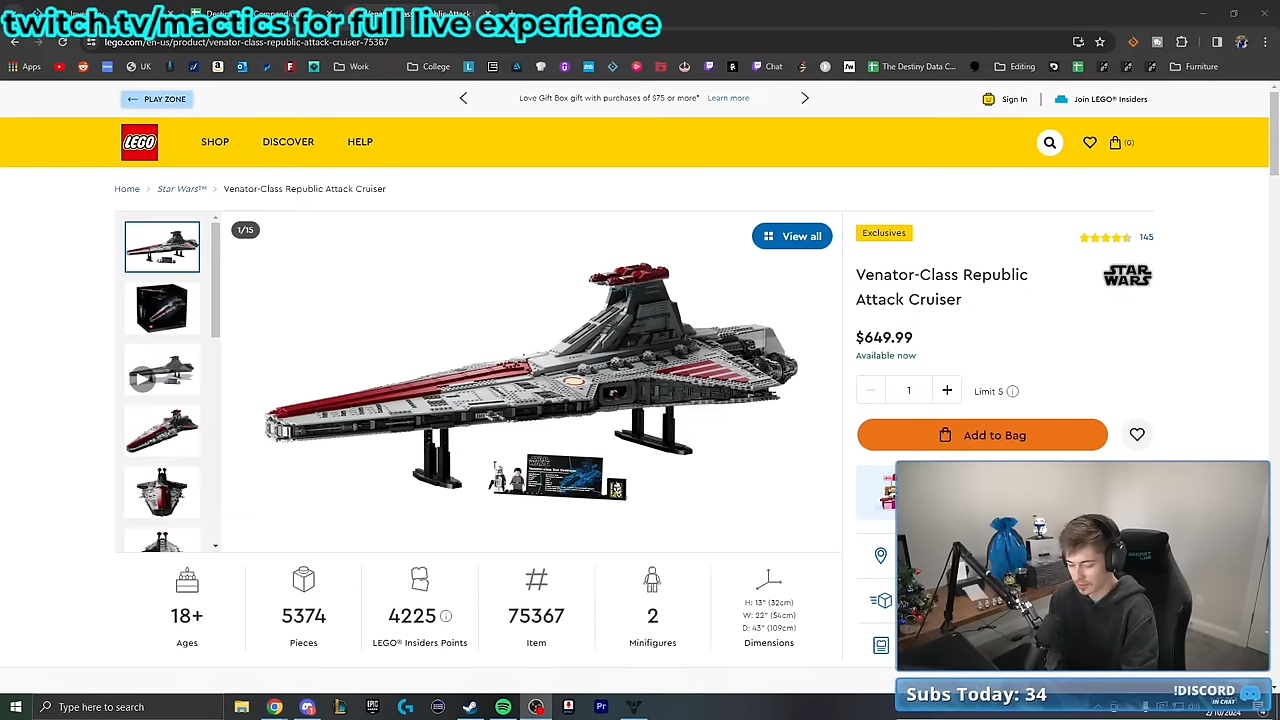 twitch.tv/mactics for full live experience
lego.com/en-us/product/venator-class-republic-attack-cruiser-75367
Apps
UK
Work
College
Chat
The Destiny Data C...
Editing
Furniture
PLAY ZONE
Love Gift Box gift with purchases of $75 or more* Learn more
Sign In
Join LEGO® Insiders
LEGO
SHOP
DISCOVER
HELP
(0)
Home > Star Wars™ > Venator-Class Republic Attack Cruiser
1/15
View all
Exclusives
145
Venator-Class Republic
Attack Cruiser
STAR
WARS
$649.99
Available now
1
Limit 5
Add to Bag
18+
Ages
5374
Pieces
4225
LEGO® Insiders Points
75367
Item
2
Minifigures
H: 13" (32cm)
W: 22" (54cm)
D: 43" (109cm)
Dimensions
Subs Today: 34
!DISCORD
IN CHAT
Type here to search
2/10/2024